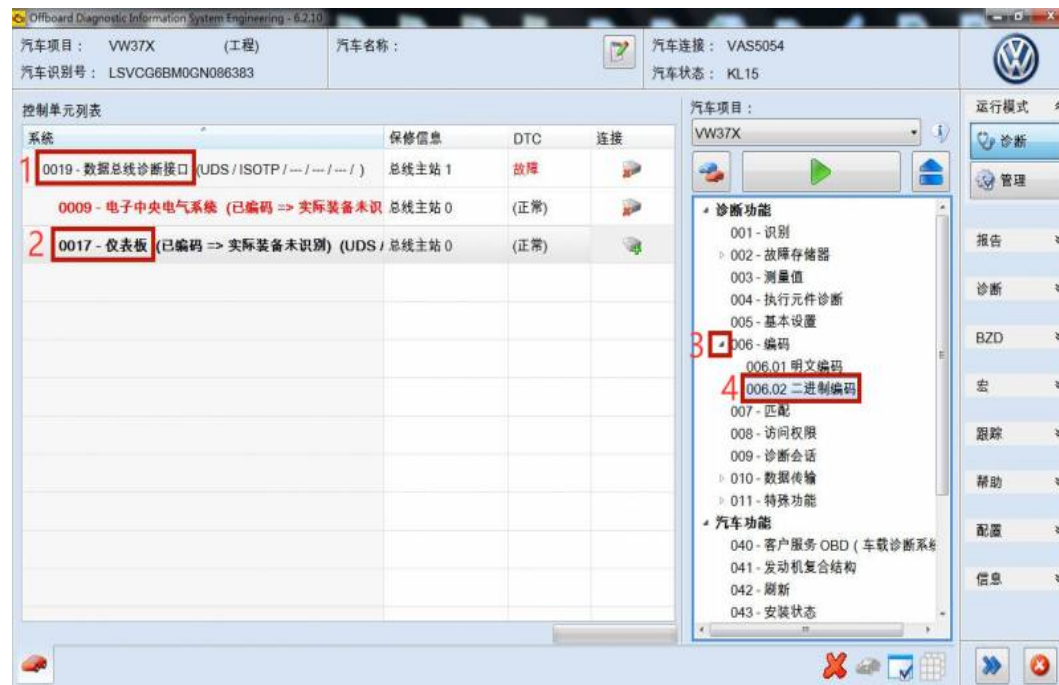 Offboard Diagnostic Information System Engineering - 6.2.10
汽车项目： VW37X (工程)
汽车名称：
汽车连接： VAS5054
汽车识别号： LSVCG6BM0GN086383
汽车状态： KL15
控制单元列表
系统 保修信息 DTC 连接
1 0019 - 数据总线诊断接口 (UDS / ISOTP / --- / --- / --- / ) 总线主站 1 故障
0009 - 电子中央电气系统 (已编码 => 实际装备未识 总线主站 0 (正常)
2 0017 - 仪表板 (已编码 => 实际装备未识别) (UDS / 总线主站 0 (正常)
汽车项目：
VW37X
诊断功能
001 - 识别
002 - 故障存储器
003 - 测量值
004 - 执行元件诊断
005 - 基本设置
3 006 - 编码
006.01 明文编码
4 006.02 二进制编码
007 - 匹配
008 - 访问权限
009 - 诊断会话
010 - 数据传输
011 - 特殊功能
汽车功能
040 - 客户服务 OBD ( 车载诊断系统
041 - 发动机复合结构
042 - 刷新
043 - 安装状态
运行模式
诊断
管理
报告
诊断
BZD
宏
跟踪
帮助
配置
信息